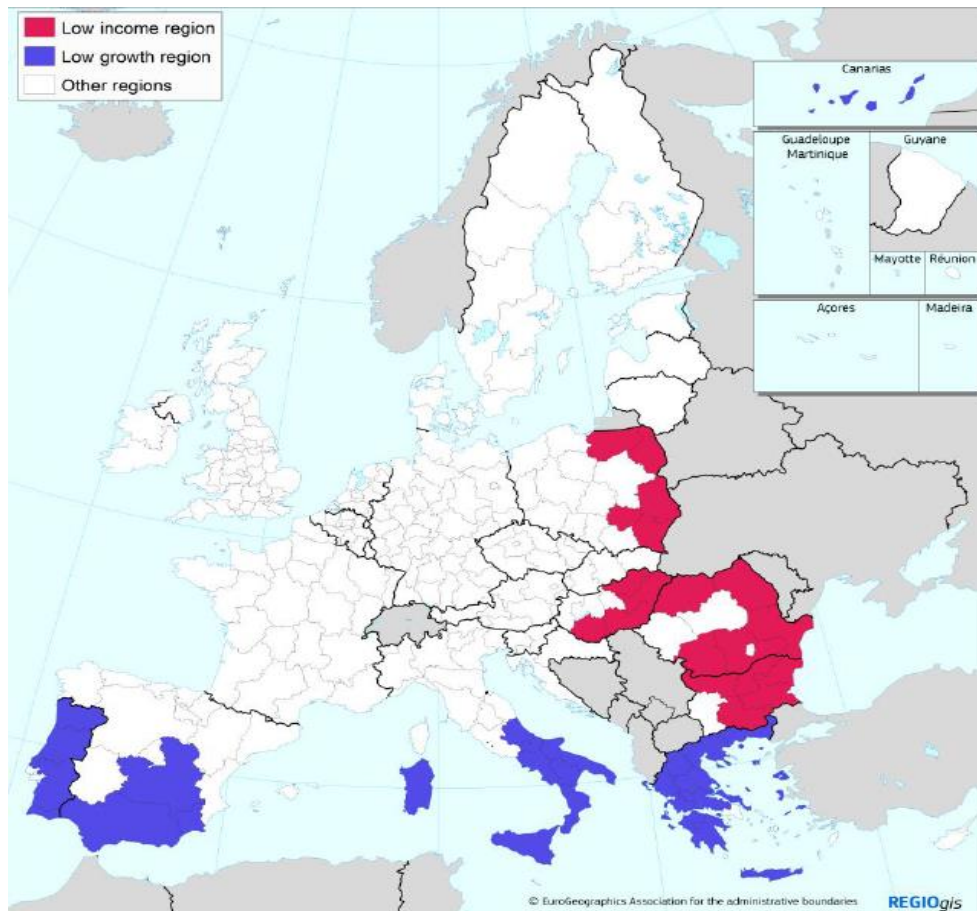 Low income region
Low growth region
Other regions
Canarias
Guadeloupe
Martinique
Guyane
Mayotte
Réunion
Açores
Madeira
© EuroGeographics Association for the administrative boundaries
REGIOgis